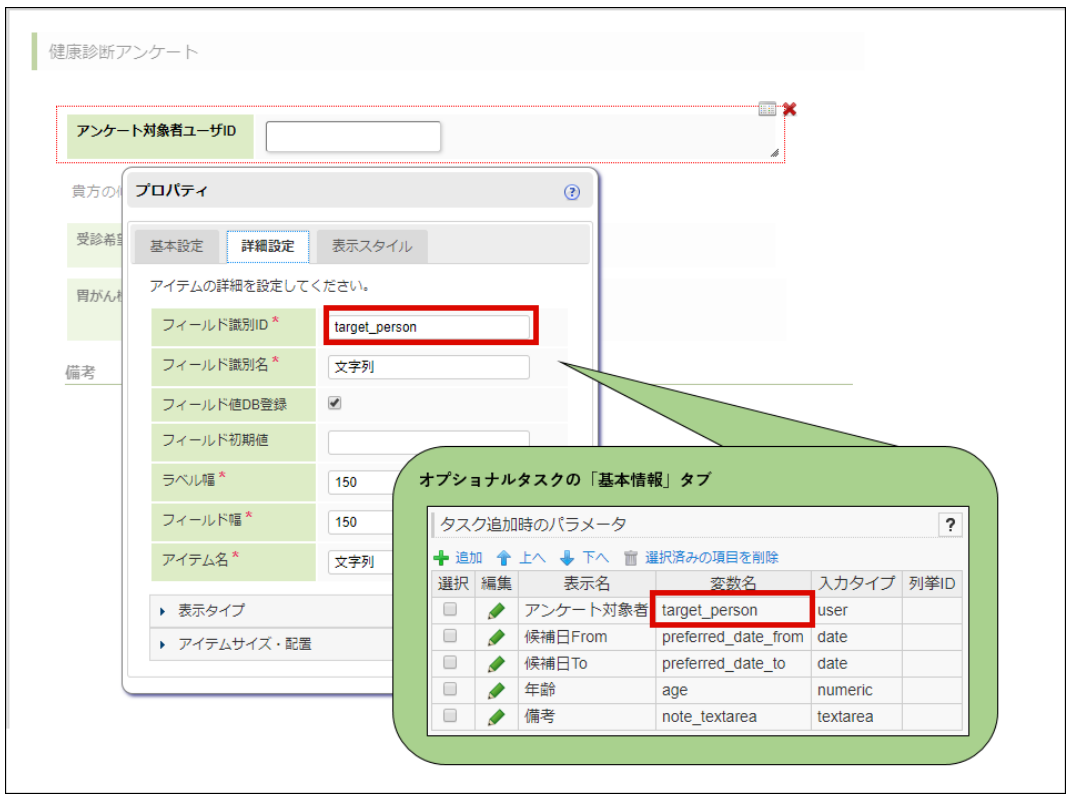 健康診断アンケート
アンケート対象者ユーザID
貴方の
プロパティ
?
受診希望
基本設定 詳細設定 表示スタイル
アイテムの詳細を設定してください。
胃がん検
フィールド識別ID * target_person
フィールド識別名 * 文字列
備考
フィールド値DB登録
フィールド初期値
ラベル幅 * 150
フィールド幅 * 150
アイテム名 * 文字列
表示タイプ
アイテムサイズ・配置
オプショナルタスクの「基本情報」タブ
タスク追加時のパラメータ ?
追加 上へ 下へ 選択済みの項目を削除
選択 編集 表示名 変数名 入力タイプ 列挙ID
アンケート対象者 target_person user
候補日From preferred_date_from date
候補日To preferred_date_to date
年齢 age numeric
備考 note_textarea textarea